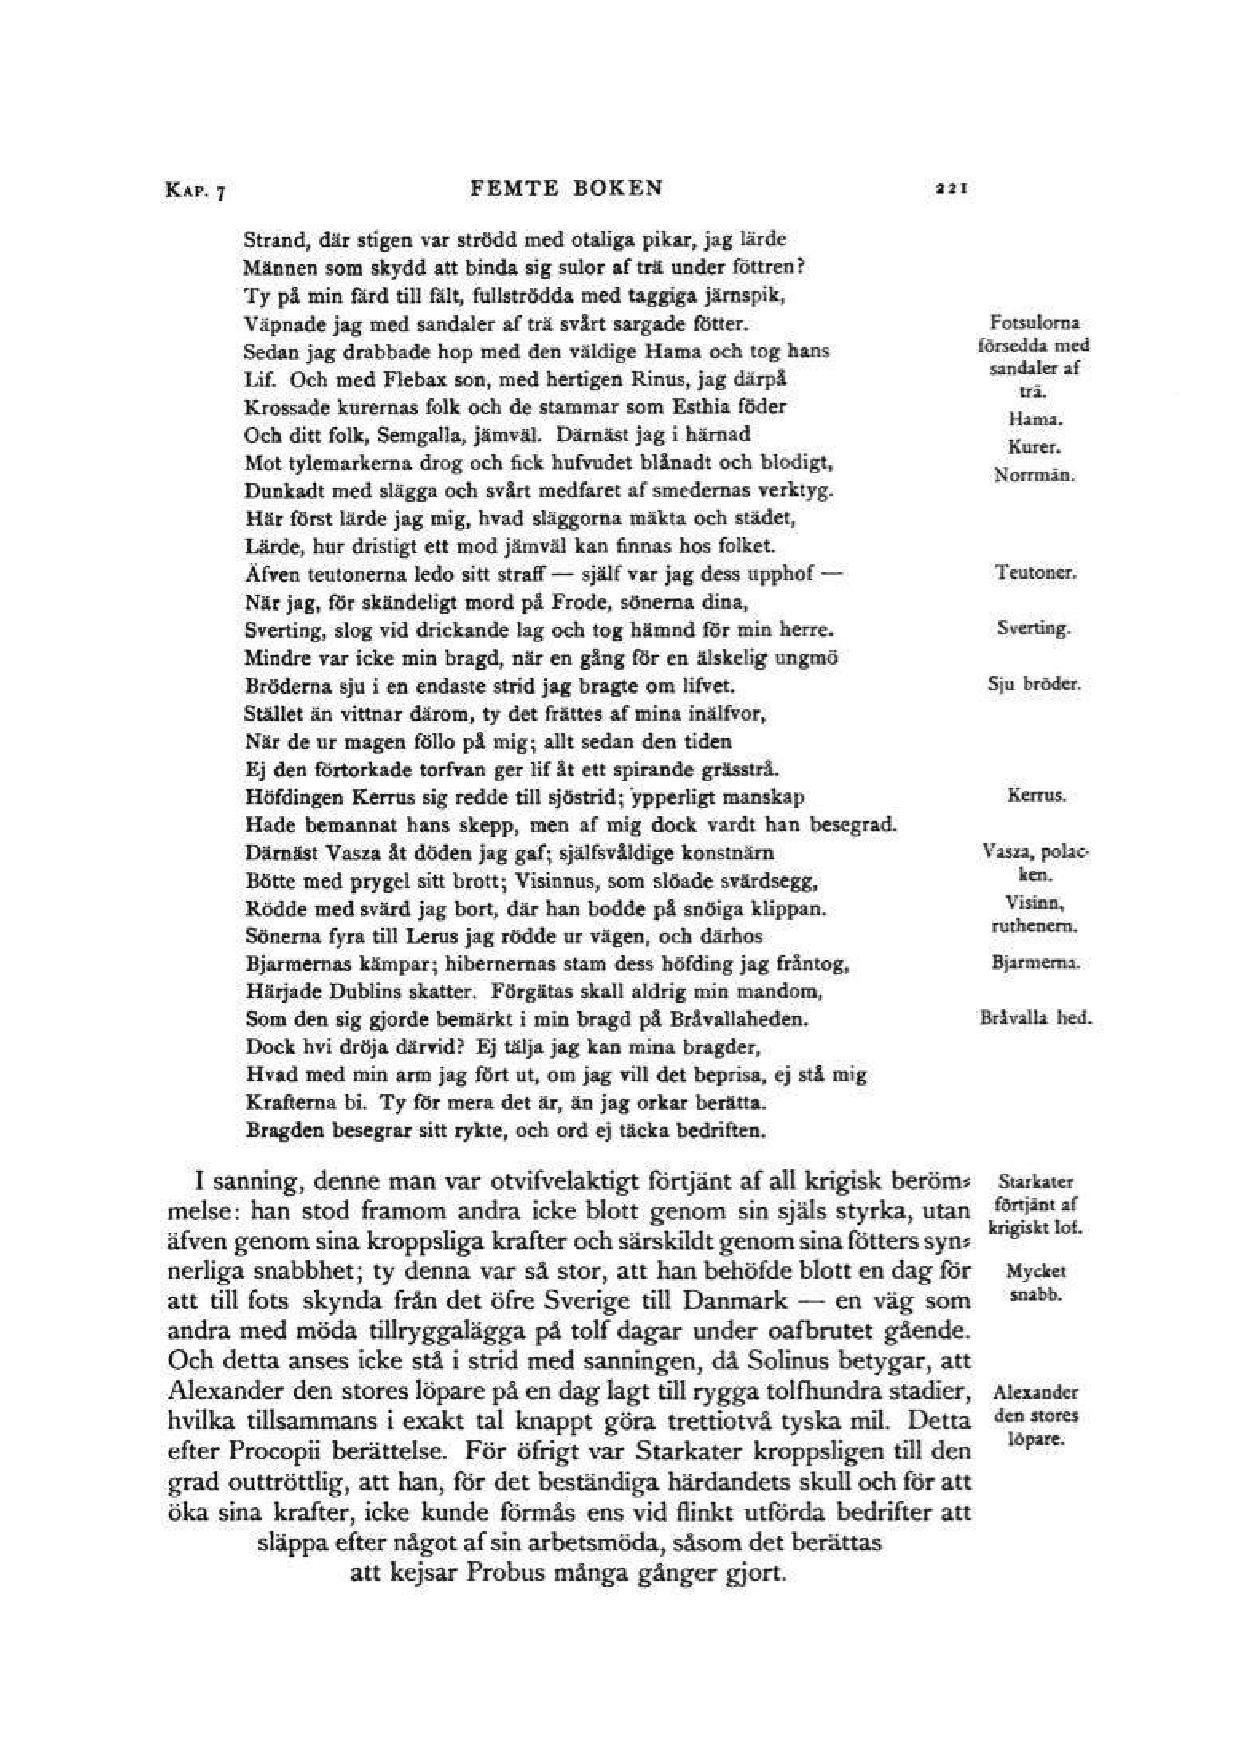 KAP. 7 FEMTE BOKEN 221
Strand, där stigen var strödd med otaliga pikar, jag lärde
Männen som skydd att binda sig sulor af trä under föttren?
Ty på min färd till fält, fullströdda med taggiga järnspik,
Väpnade jag med sandaler af trä svårt sargade fötter.
Sedan jag drabbade hop med den väldige Hama och tog hans
Lif. Och med Flebax son, med hertigen Rinus, jag därpå
Krossade kurernas folk och de stammar som Esthia föder
Och ditt folk, Semgalla, jämväl. Därnäst jag i härnad
Mot tylemarkerna drog och fick hufvudet blånadt och blodigt,
Dunkadt med slägga och svårt medfaret af smedernas verktyg.
Här först lärde jag mig, hvad släggorna mäkta och städet,
Lärde, hur dristigt ett mod jämväl kan finnas hos folket.
Äfven teutonerna ledo sitt straff — själf var jag dess upphof —
När jag, för skändeligt mord på Frode, sönerna dina,
Sverting, slog vid drickande lag och tog hämnd för min herre.
Mindre var icke min bragd, när en gång för en älskelig ungmö
Bröderna sju i en endaste strid jag bragte om lifvet.
Stället än vittnar därom, ty det frättes af mina inälfvor,
När de ur magen föllo på mig; allt sedan den tiden
Ej den förtorkade torfvan ger lif åt ett spirande grässtrå.
Höfdingen Kerrus sig redde till sjöstrid; ypperligt manskap
Hade bemannat hans skepp, men af mig dock vardt han besegrad.
Därnäst Vasza åt döden jag gaf; själfsvåldige konstnärn
Bötte med prygel sitt brott; Visinnus, som slöade svärdsegg,
Rödde med svärd jag bort, där han bodde på snöiga klippan.
Sönerna fyra till Lerus jag rödde ur vägen, och därhos
Bjarmernas kämpar; hibernernas stam dess höfding jag fråntog,
Härjade Dublins skatter. Förgätas skall aldrig min mandom,
Som den sig gjorde bemärkt i min bragd på Bråvallaheden.
Dock hvi dröja därvid? Ej tälja jag kan mina bragder,
Hvad med min arm jag fört ut, om jag vill det beprisa, ej stå mig
Krafterna bi. Ty för mera det är, än jag orkar berätta.
Bragden besegrar sitt rykte, och ord ej täcka bedriften.
Fotsulorna
försedda med
sandaler af
trä.
Hama.
Kurer.
Norrmän.
Teutoner.
Sverting.
Sju bröder.
Kerrus.
Vasza, polac-
ken.
Visinn,
ruthenern.
Bjarmerna.
Bråvalla hed.
I sanning, denne man var otvifvelaktigt förtjänt af all krigisk beröm-
melse: han stod framom andra icke blott genom sin själs styrka, utan
äfven genom sina kroppsliga krafter och särskildt genom sina fötters syn-
nerliga snabbhet; ty denna var så stor, att han behöfde blott en dag för
att till fots skynda från det öfre Sverige till Danmark — en väg som
andra med möda tillryggalägga på tolf dagar under oafbrutet gående.
Och detta anses icke stå i strid med sanningen, då Solinus betygar, att
Alexander den stores löpare på en dag lagt till rygga tolfhundra stadier,
hvilka tillsammans i exakt tal knappt göra trettiotvå tyska mil. Detta
efter Procopii berättelse. För öfrigt var Starkater kroppsligen till den
grad outtröttlig, att han, för det beständiga härdandets skull och för att
öka sina krafter, icke kunde förmås ens vid flinkt utförda bedrifter att
släppa efter något af sin arbetsmöda, såsom det berättas
att kejsar Probus många gånger gjort.
Starkater
förtjänt af
krigiskt lof.
Mycket
snabb.
Alexander
den stores
löpare.